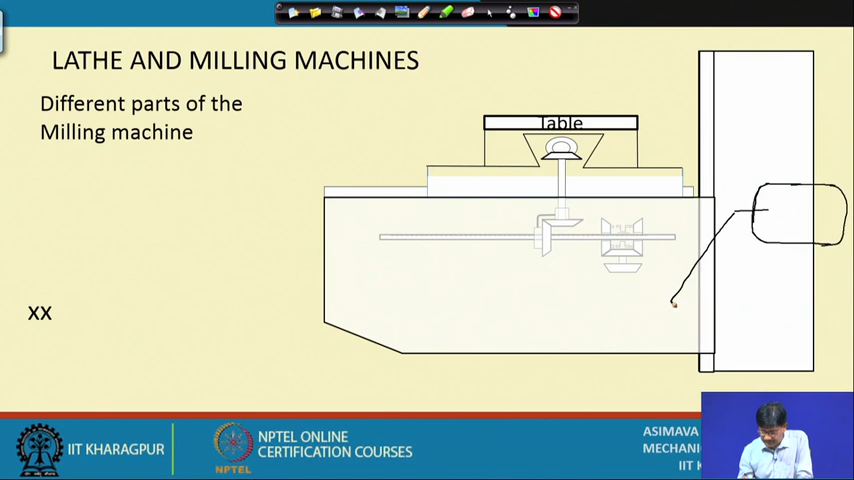 LATHE AND MILLING MACHINES
Different parts of the
Milling machine
Table
XX
IIT KHARAGPUR
NPTEL
NPTEL ONLINE
CERTIFICATION COURSES
ASIMAVA
MECHANIC
IIT K